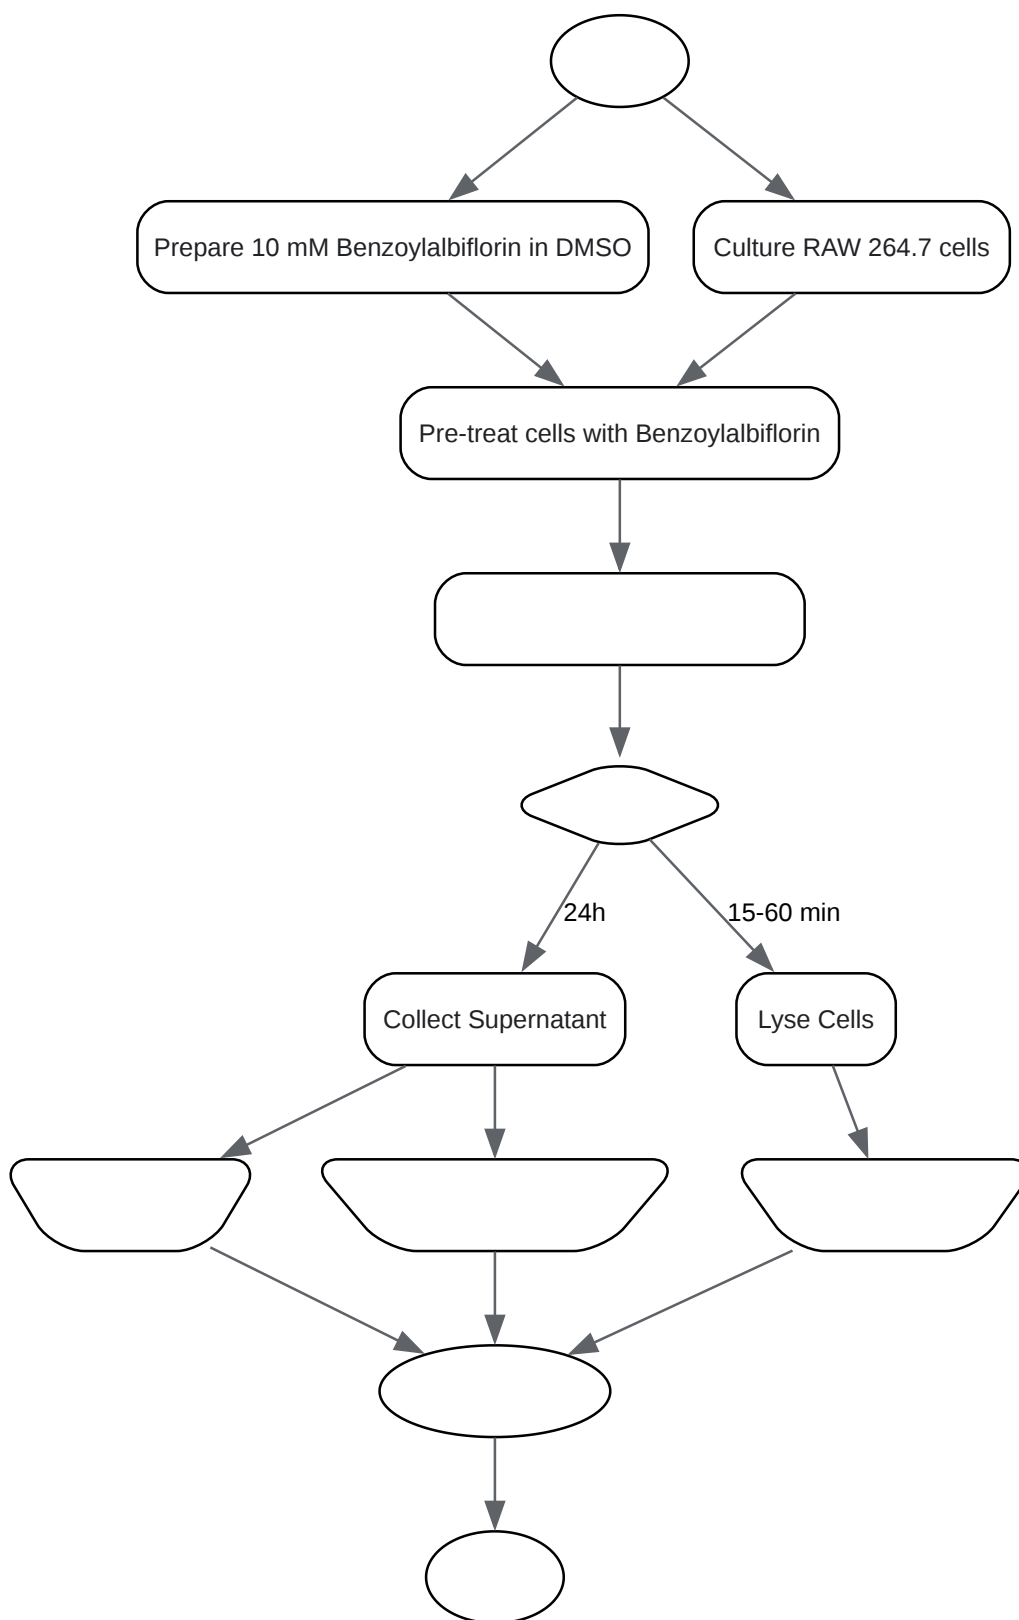 Prepare 10 mM Benzoylalbiflorin in DMSO
Culture RAW 264.7 cells
Pre-treat cells with Benzoylalbiflorin
24h
15-60 min
Collect Supernatant
Lyse Cells